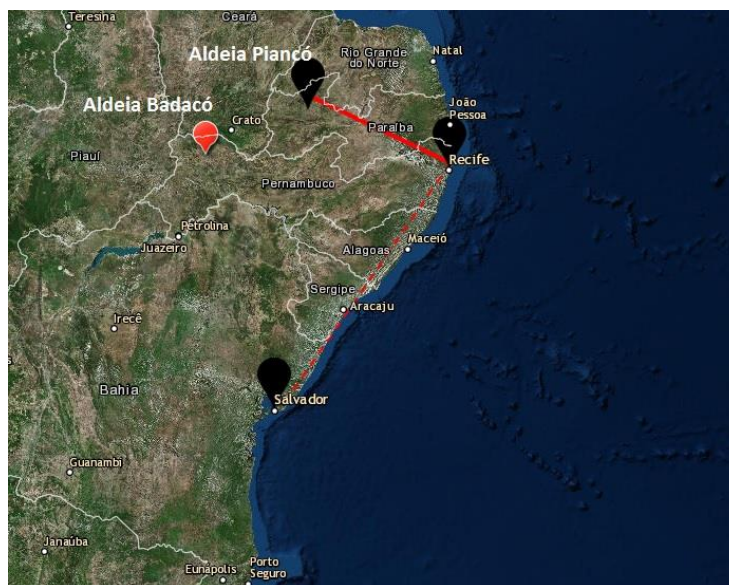 Teresina
Ceará
Aldeia Piancó
Rio Grande
do Norte
Natal
Aldeia Badacó
Crato
João
Pessoa
Paraíba
Piauí
Recife
Pernambuco
Petrolina
Juazeiro
Maceió
Alagoas
Sergipe
Aracaju
Irecê
Bahia
Salvador
Guanambi
Janaúba
Porto
Seguro
Eunapolis